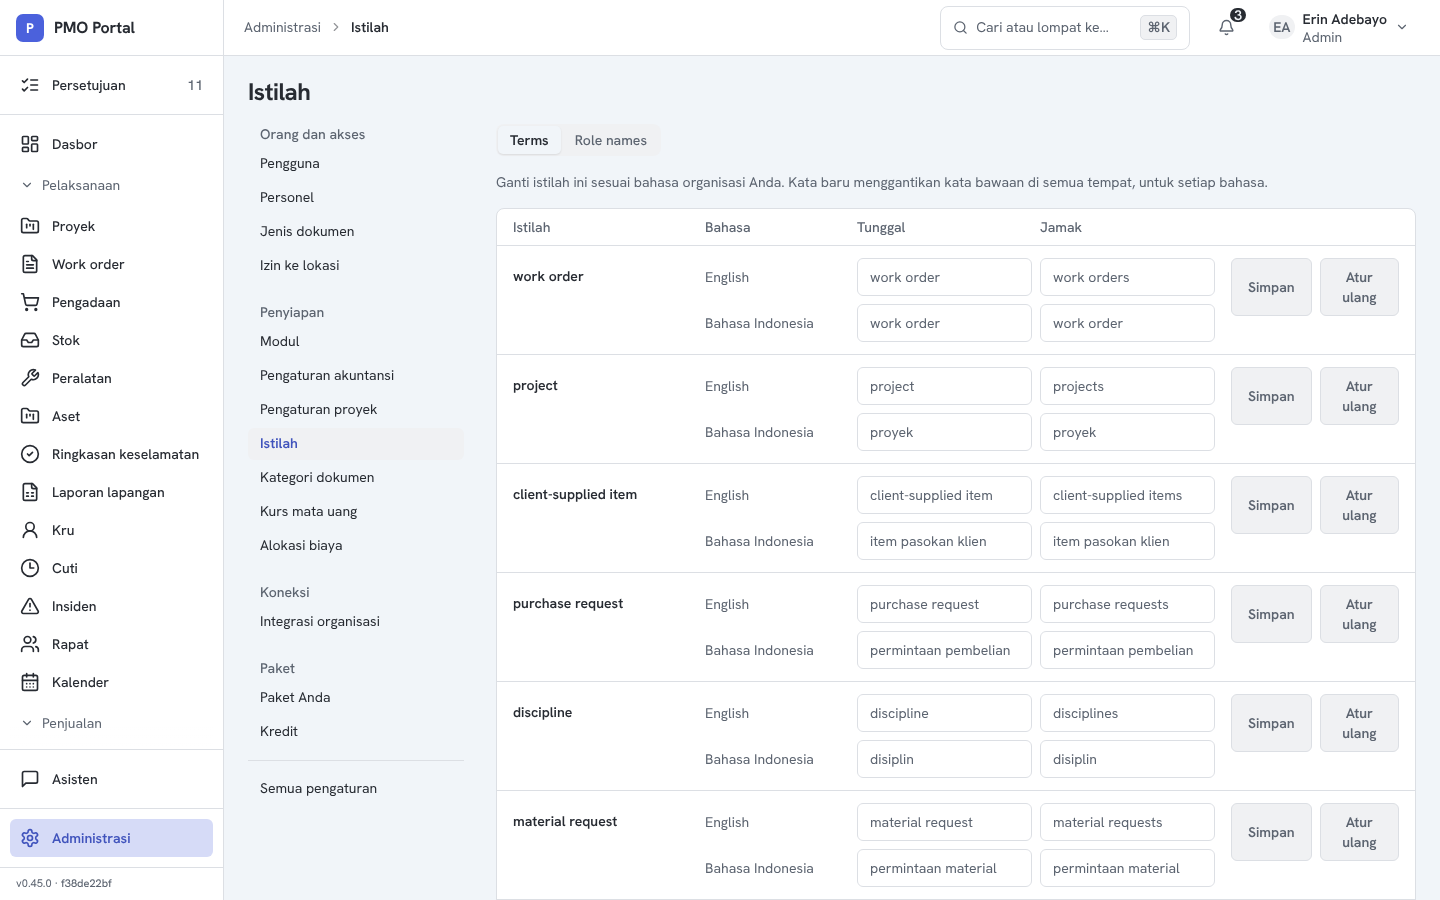 P
PMO Portal
Administrasi
Istilah
Cari atau lompat ke...
⌘K
3
EA
Erin Adebayo
Admin
Persetujuan
11
Dasbor
Pelaksanaan
Proyek
Work order
Pengadaan
Stok
Peralatan
Aset
Ringkasan keselamatan
Laporan lapangan
Kru
Cuti
Insiden
Rapat
Kalender
Penjualan
Asisten
Administrasi
v0.45.0 · f38de22bf
Istilah
Orang dan akses
Pengguna
Personel
Jenis dokumen
Izin ke lokasi
Penyiapan
Modul
Pengaturan akuntansi
Pengaturan proyek
Istilah
Kategori dokumen
Kurs mata uang
Alokasi biaya
Koneksi
Integrasi organisasi
Paket
Paket Anda
Kredit
Semua pengaturan
Terms
Role names
Ganti istilah ini sesuai bahasa organisasi Anda. Kata baru menggantikan kata bawaan di semua tempat, untuk setiap bahasa.
Istilah Bahasa Tunggal Jamak
work order English work order work orders Simpan Atur ulang
Bahasa Indonesia work order work order
project English project projects Simpan Atur ulang
Bahasa Indonesia proyek proyek
client-supplied item English client-supplied item client-supplied items Simpan Atur ulang
Bahasa Indonesia item pasokan klien item pasokan klien
purchase request English purchase request purchase requests Simpan Atur ulang
Bahasa Indonesia permintaan pembelian permintaan pembelian
discipline English discipline disciplines Simpan Atur ulang
Bahasa Indonesia disiplin disiplin
material request English material request material requests Simpan Atur ulang
Bahasa Indonesia permintaan material permintaan material